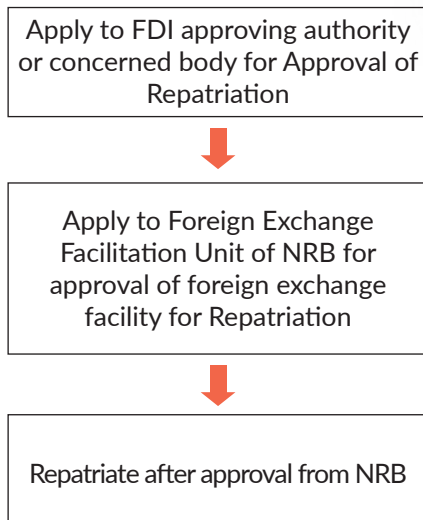 Apply to FDI approving authority
or concerned body for Approval of
Repatriation
Apply to Foreign Exchange
Facilitation Unit of NRB for
approval of foreign exchange
facility for Repatriation
Repatriate after approval from NRB